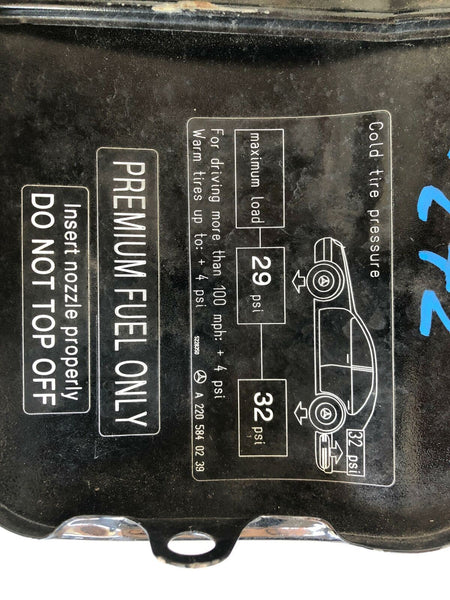 Cold tire pressure
32 psi
maximum load
29 psi
32 psi
For driving more than 100 mph: + 4 psi
Warm tires up to: + 4 psi
A 220 584 02 39
PREMIUM FUEL ONLY
Insert nozzle properly
DO NOT TOP OFF